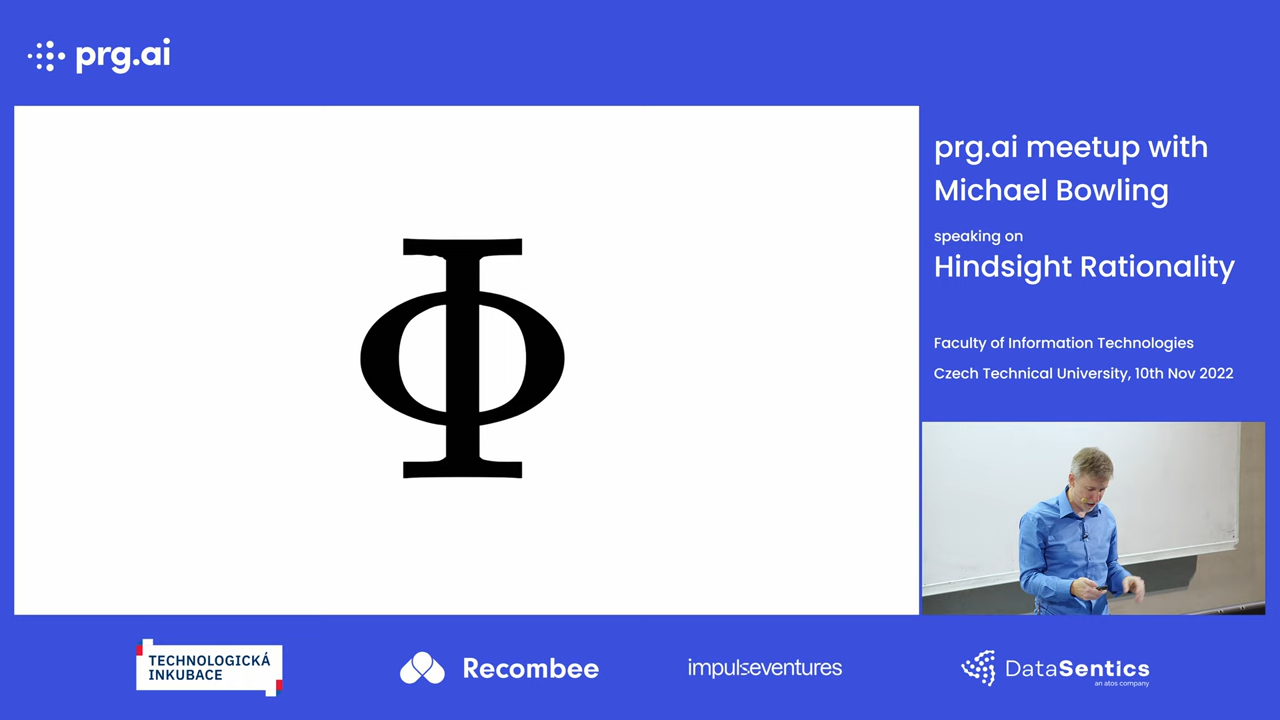 prg.ai
Φ
prg.ai meetup with
Michael Bowling
speaking on
Hindsight Rationality
Faculty of Information Technologies
Czech Technical University, 10th Nov 2022
TECHNOLOGICKÁ
INKUBACE
Recombee
impulseventures
DataSentics
an atos company